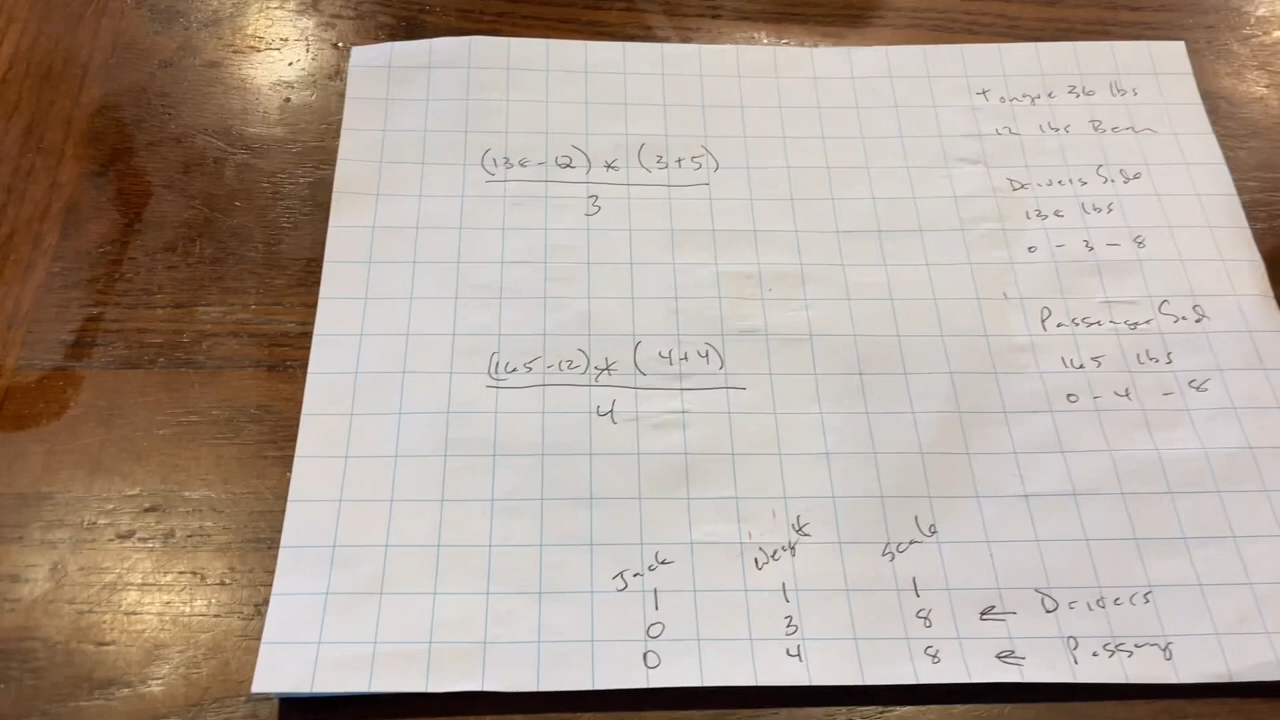 Tongue 36 lbs
12 lbs Beam
(136-12) * (3+5)
3
Drivers Side
136 lbs
0 - 3 - 8
Passenger Side
165 lbs
0 - 4 - 8
(165-12) * (4+4)
4
Jack Weight Scale
1 1 1
0 3 8 ← Drivers
0 4 8 ← Passeng